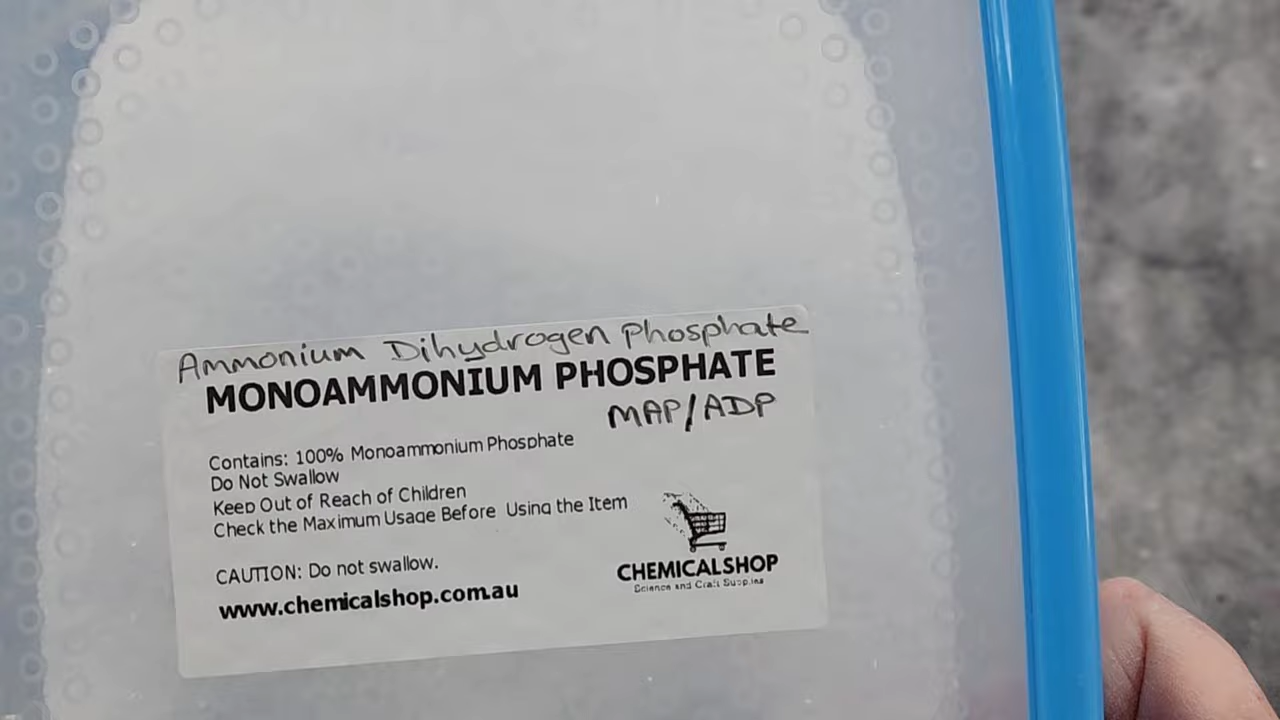 Ammonium Dihydrogen Phosphate
MONOAMMONIUM PHOSPHATE
MAP/ADP
Contains: 100% Monoammonium Phosphate
Do Not Swallow
Keep Out of Reach of Children
Check the Maximum Usage Before Using the Item
CAUTION: Do not swallow.
www.chemicalshop.com.au
CHEMICALSHOP
Science and Craft Supplies